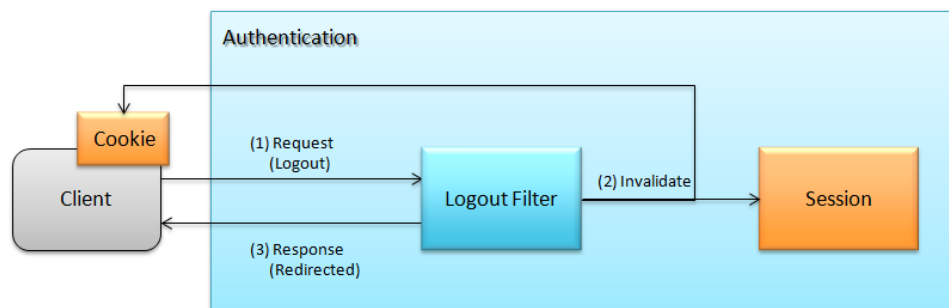 Authentication
Cookie
(1) Request
(Logout)
Client
Logout Filter
(2) Invalidate
Session
(3) Response
(Redirected)